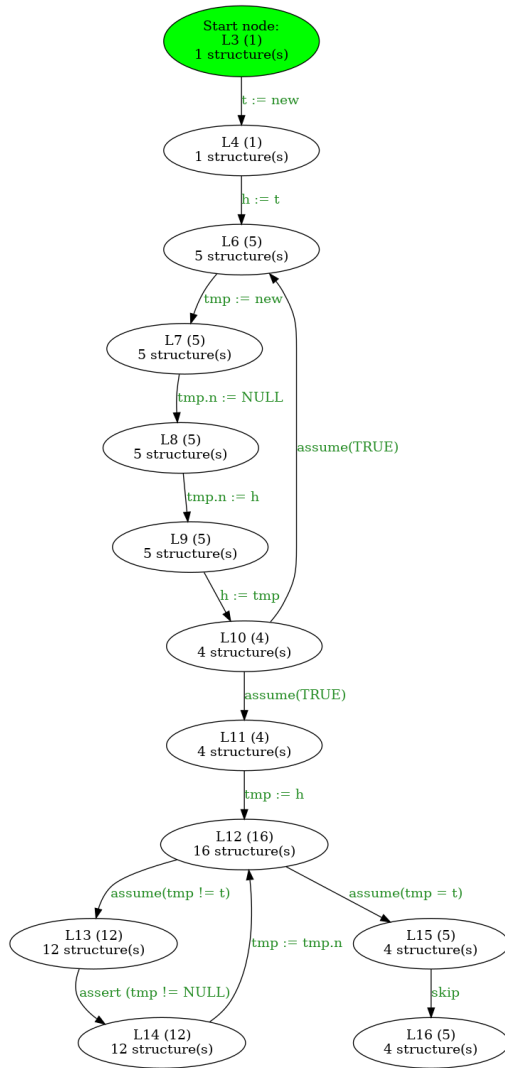 Start node:
L3 (1)
1 structure(s)
t := new
L4 (1)
1 structure(s)
h := t
L6 (5)
5 structure(s)
tmp := new
L7 (5)
5 structure(s)
tmp.n := NULL
L8 (5)
5 structure(s)
assume(TRUE)
tmp.n := h
L9 (5)
5 structure(s)
h := tmp
L10 (4)
4 structure(s)
assume(TRUE)
L11 (4)
4 structure(s)
tmp := h
L12 (16)
16 structure(s)
assume(tmp != t)
assume(tmp = t)
L13 (12)
12 structure(s)
tmp := tmp.n
L15 (5)
4 structure(s)
assert (tmp != NULL)
skip
L14 (12)
12 structure(s)
L16 (5)
4 structure(s)